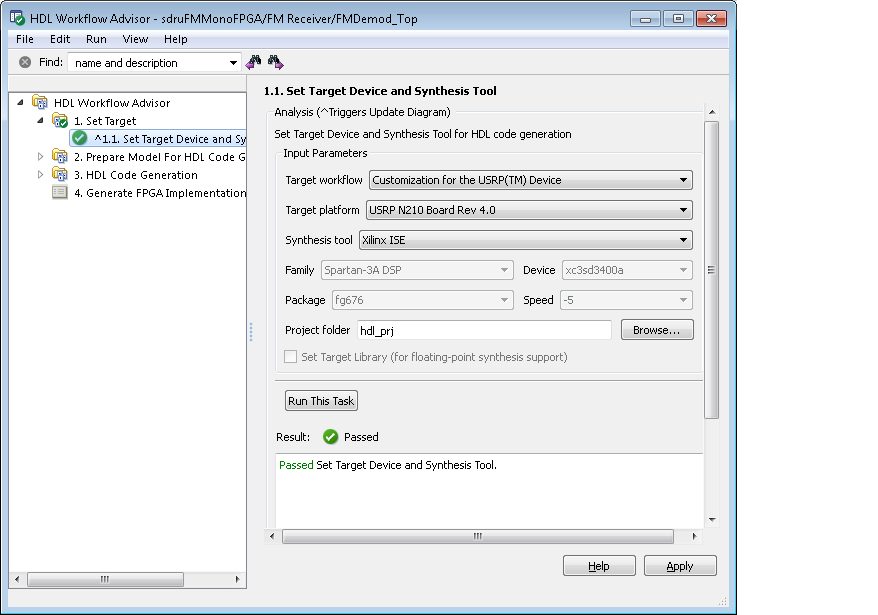 HDL Workflow Advisor - sdruFMMonoFPGA/FM Receiver/FMDemod_Top
File Edit Run View Help
Find: name and description
HDL Workflow Advisor
1. Set Target
^1.1. Set Target Device and Sy
2. Prepare Model For HDL Code G
3. HDL Code Generation
4. Generate FPGA Implementation
1.1. Set Target Device and Synthesis Tool
Analysis (^Triggers Update Diagram)
Set Target Device and Synthesis Tool for HDL code generation
Input Parameters
Target workflow Customization for the USRP(TM) Device
Target platform USRP N210 Board Rev 4.0
Synthesis tool Xilinx ISE
Family Spartan-3A DSP Device xc3sd3400a
Package fg676 Speed -5
Project folder hdl_prj Browse...
Set Target Library (for floating-point synthesis support)
Run This Task
Result: Passed
Passed Set Target Device and Synthesis Tool.
Help Apply